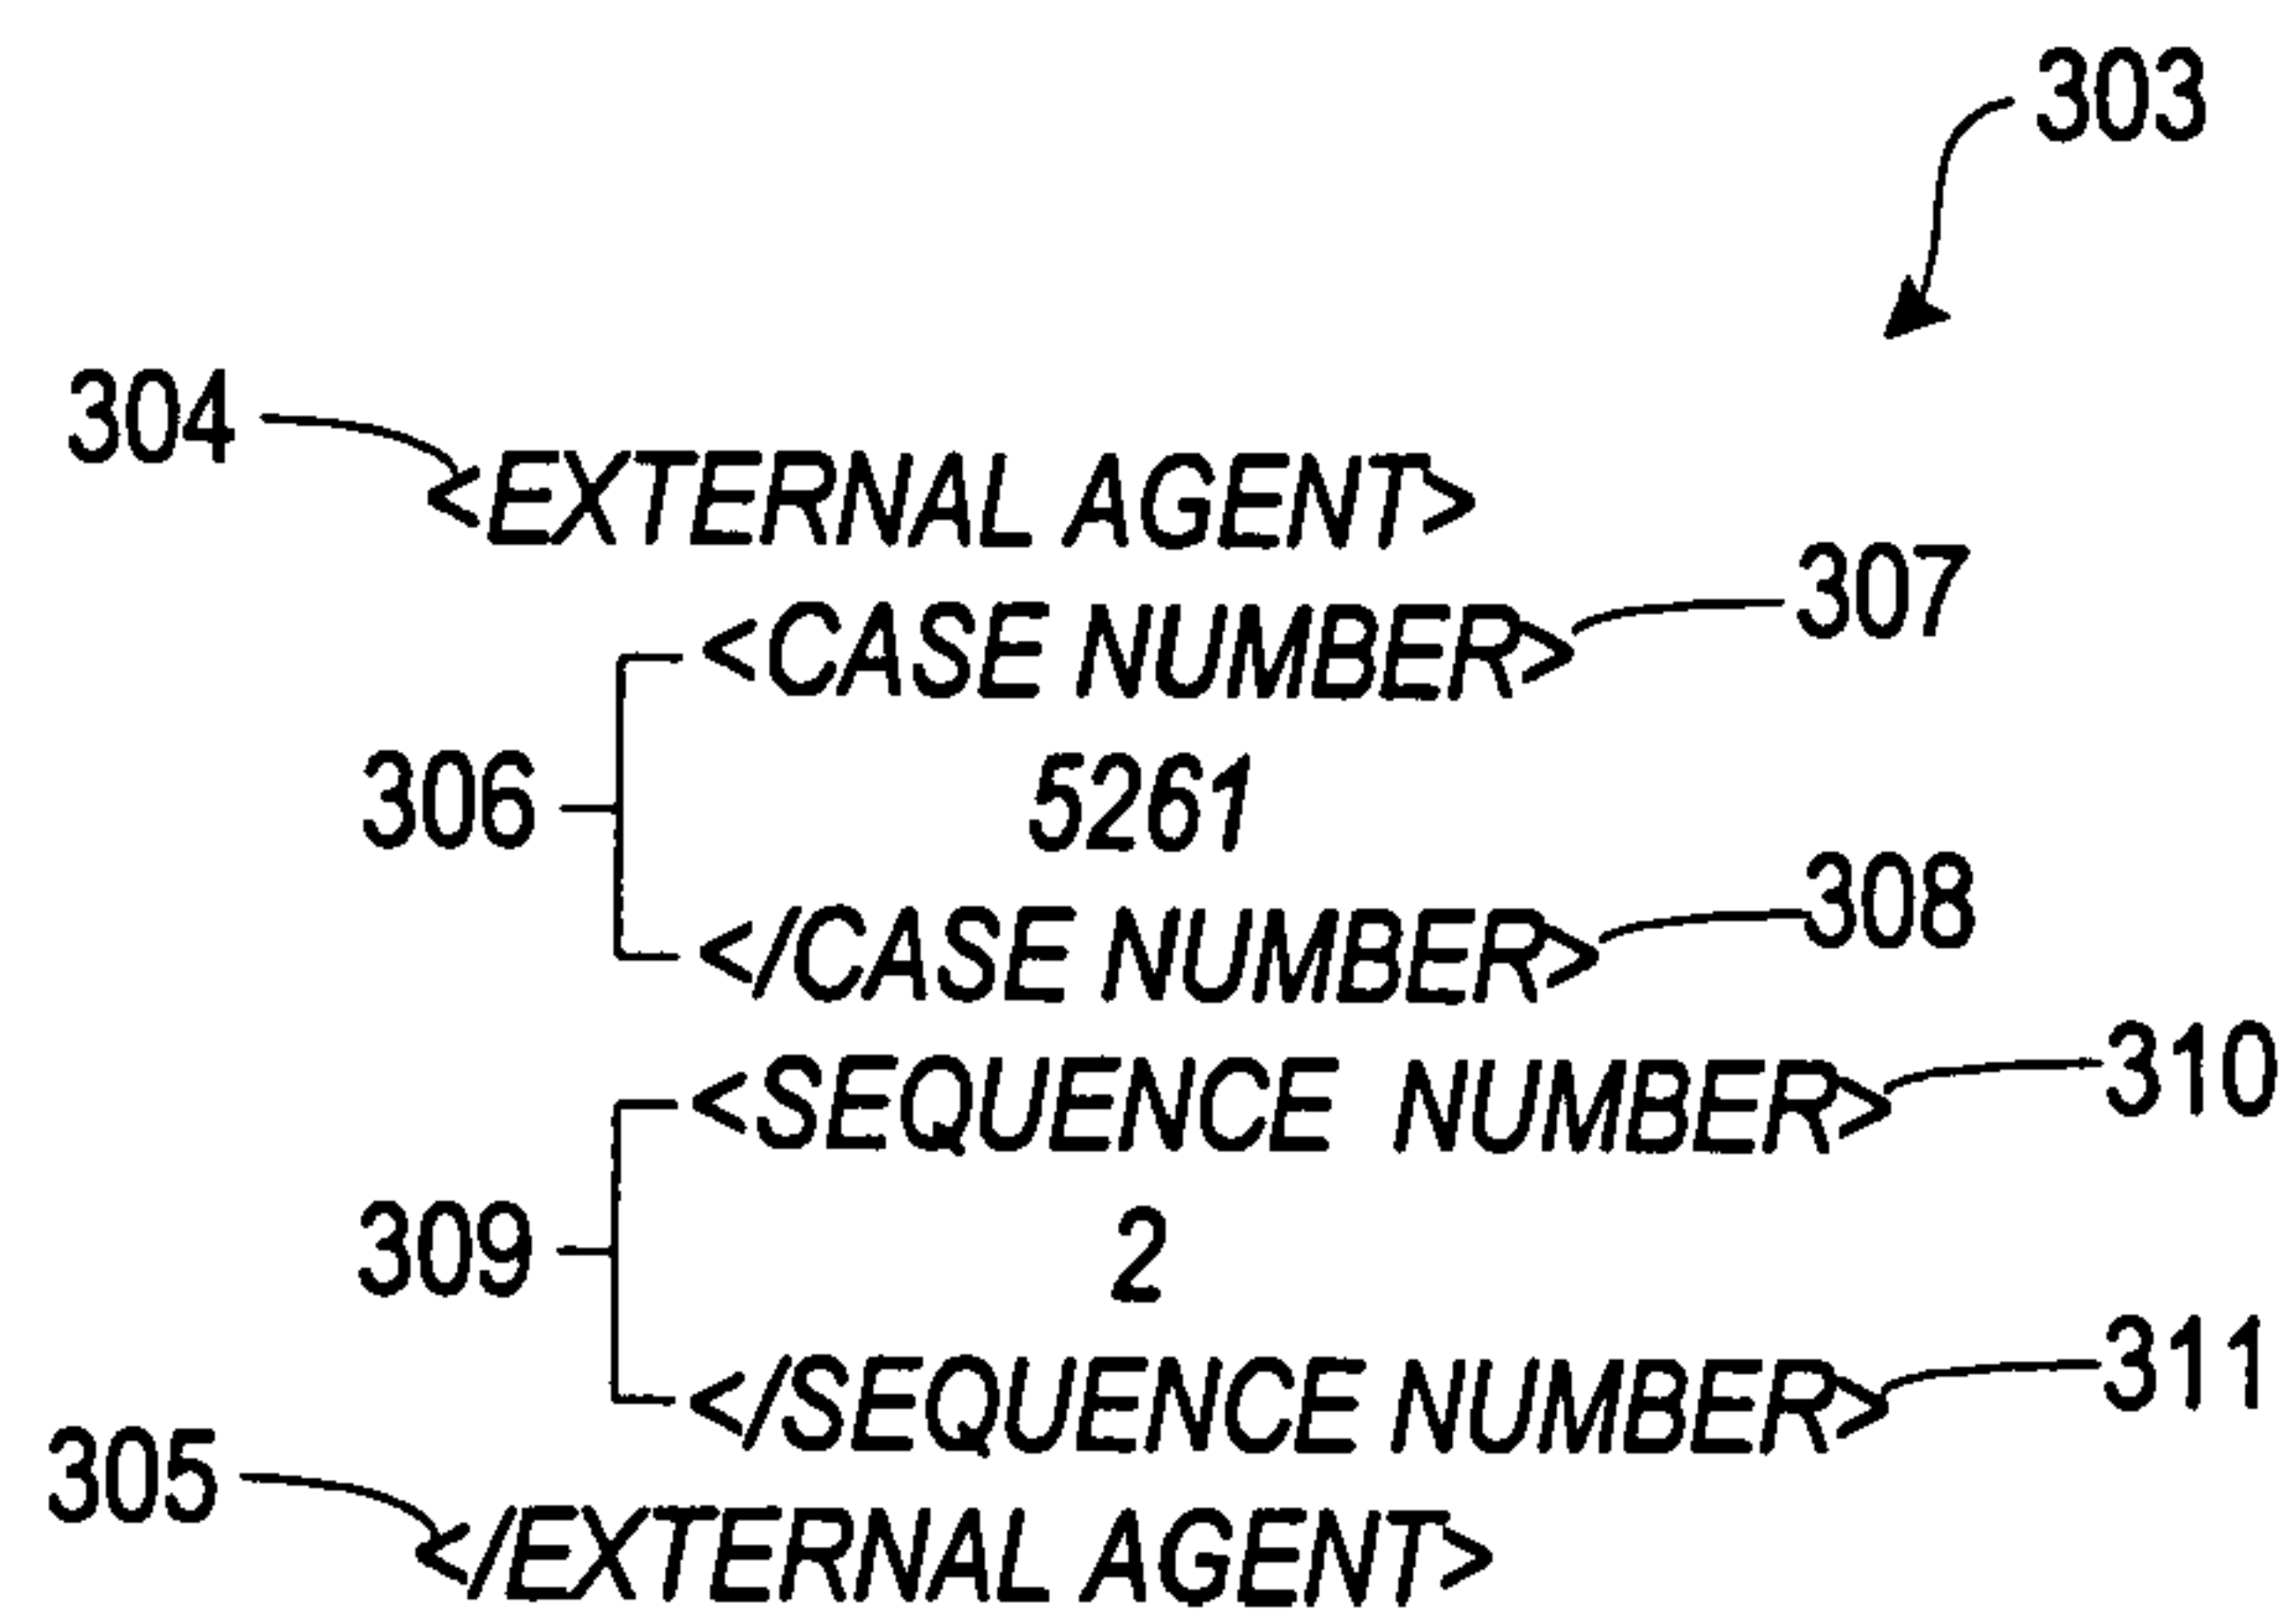 303
304 <EXTERNAL AGENT>
<CASE NUMBER> 307
306 5261
</CASE NUMBER> 308
<SEQUENCE NUMBER> 310
309 2
</SEQUENCE NUMBER> 311
305 </EXTERNAL AGENT>